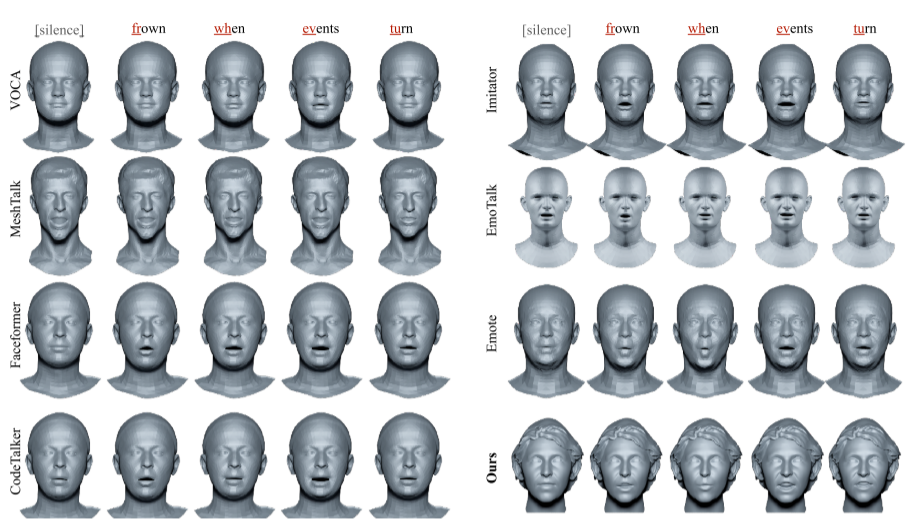 [silence] frown when events turn
VOCA
MeshTalk
Faceformer
CodeTalker
[silence] frown when events turn
Imitator
EmoTalk
Emote
Ours